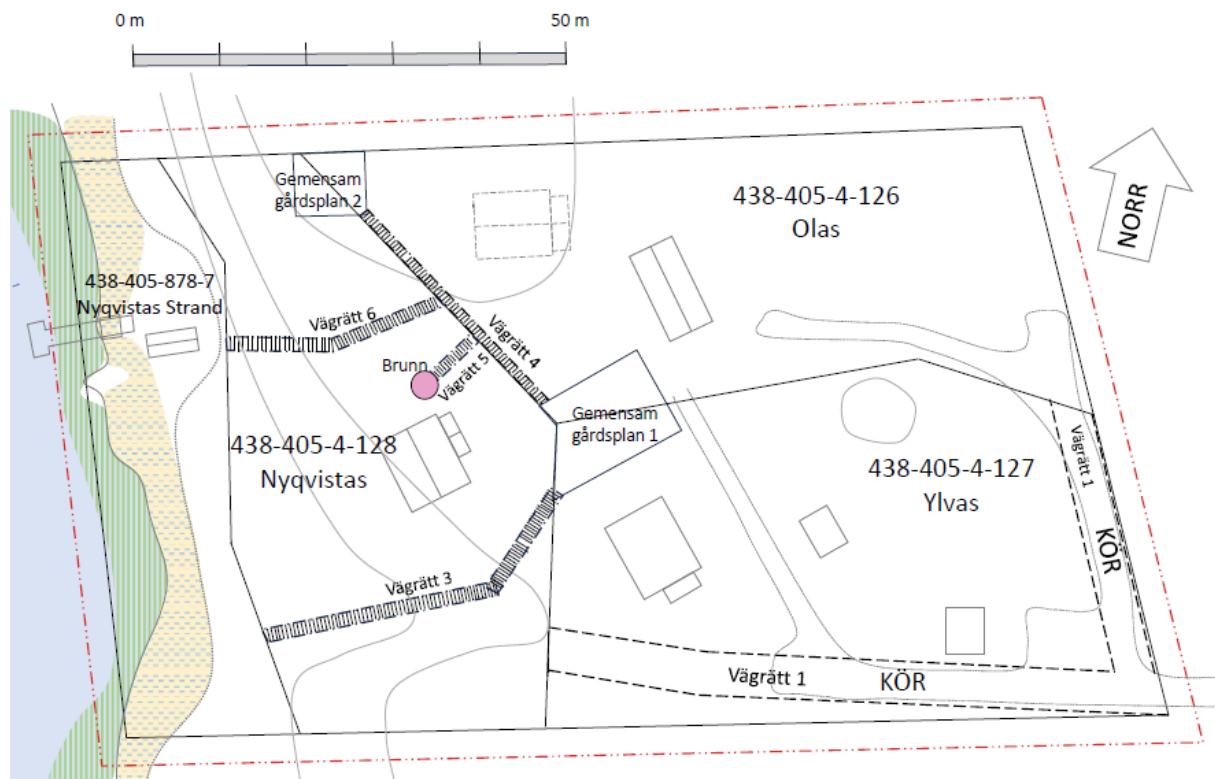 0 m
50 m
Gemensam
gårdsplan 2
438-405-4-126
Olas
NORR
438-405-878-7
Nyqvistas Strand
Vägrätt 6
Vägrätt 4
Vägrätt 5
Brunn
Gemensam
gårdsplan 1
438-405-4-128
Nyqvistas
438-405-4-127
Ylvas
Vägrätt 1
KÖR
Vägrätt 3
Vägrätt 1
KÖR